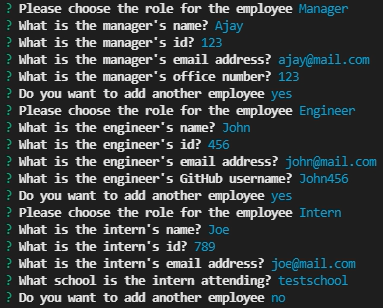 ? Please choose the role for the employee Manager
? What is the manager's name? Ajay
? What is the manager's id? 123
? What is the manager's email address? ajay@mail.com
? What is the manager's office number? 123
? Do you want to add another employee yes
? Please choose the role for the employee Engineer
? What is the engineer's name? John
? What is the engineer's id? 456
? What is the engineer's email address? john@mail.com
? What is the engineer's GitHub username? John456
? Do you want to add another employee yes
? Please choose the role for the employee Intern
? What is the intern's name? Joe
? What is the intern's id? 789
? What is the intern's email address? joe@mail.com
? What school is the intern attending? testschool
? Do you want to add another employee no